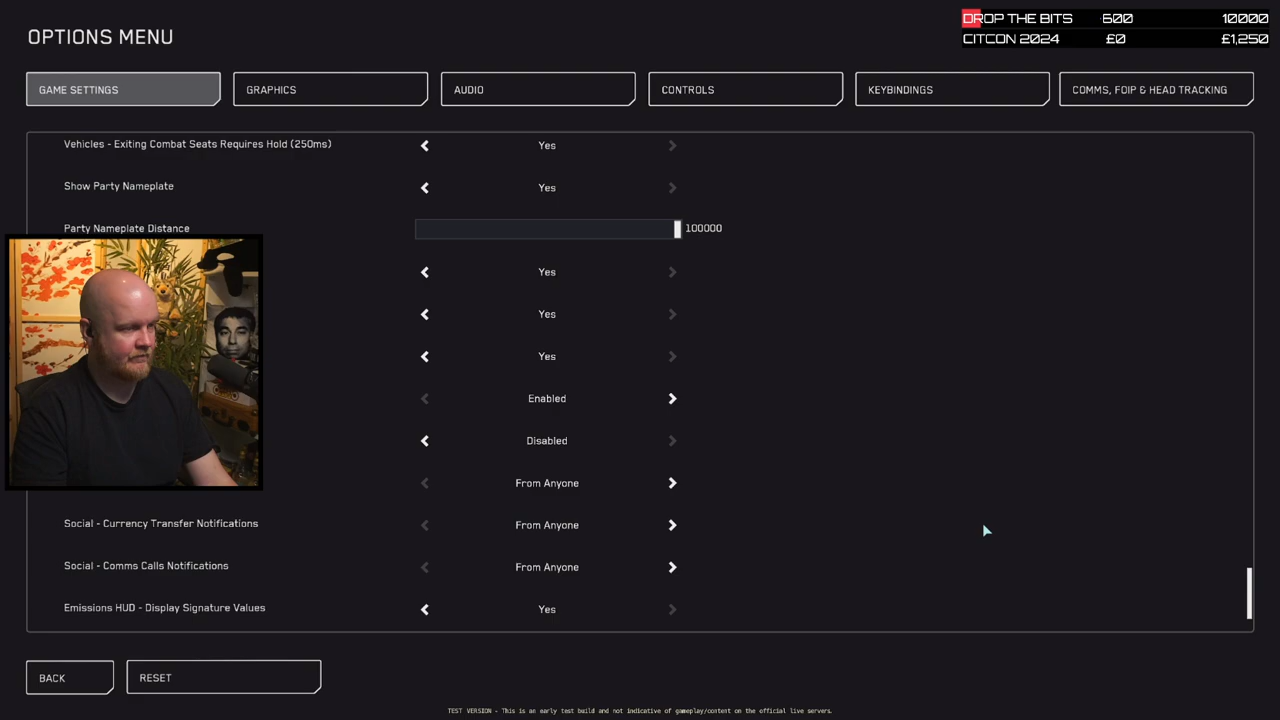 OPTIONS MENU
DROP THE BITS 600 10000
CITCON 2024 £0 £1,250
GAME SETTINGS
GRAPHICS
AUDIO
CONTROLS
KEYBINDINGS
COMMS, FOIP & HEAD TRACKING
Vehicles - Exiting Combat Seats Requires Hold (250ms) Yes
Show Party Nameplate Yes
Party Nameplate Distance 100000
Yes
Yes
Yes
Enabled
Disabled
From Anyone
Social - Currency Transfer Notifications From Anyone
Social - Comms Calls Notifications From Anyone
Emissions HUD - Display Signature Values Yes
BACK
RESET
TEST VERSION - This is an early test build and not indicative of gameplay/content on the official live servers.